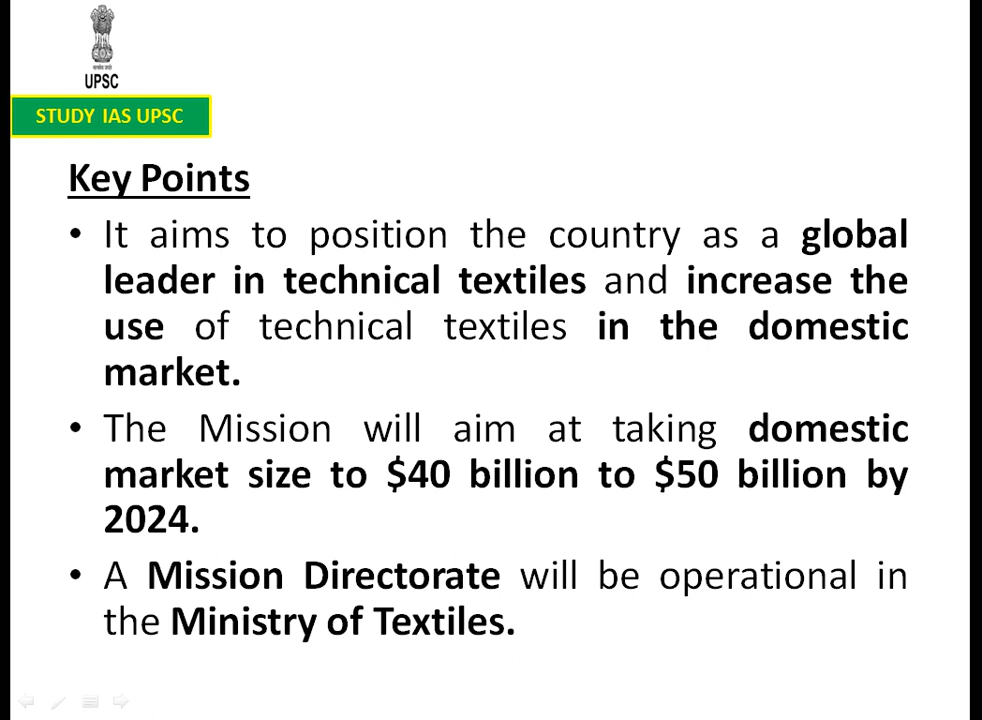 UPSC
STUDY IAS UPSC
Key Points
• It aims to position the country as a global
leader in technical textiles and increase the
use of technical textiles in the domestic
market.
• The Mission will aim at taking domestic
market size to $40 billion to $50 billion by
2024.
• A Mission Directorate will be operational in
the Ministry of Textiles.